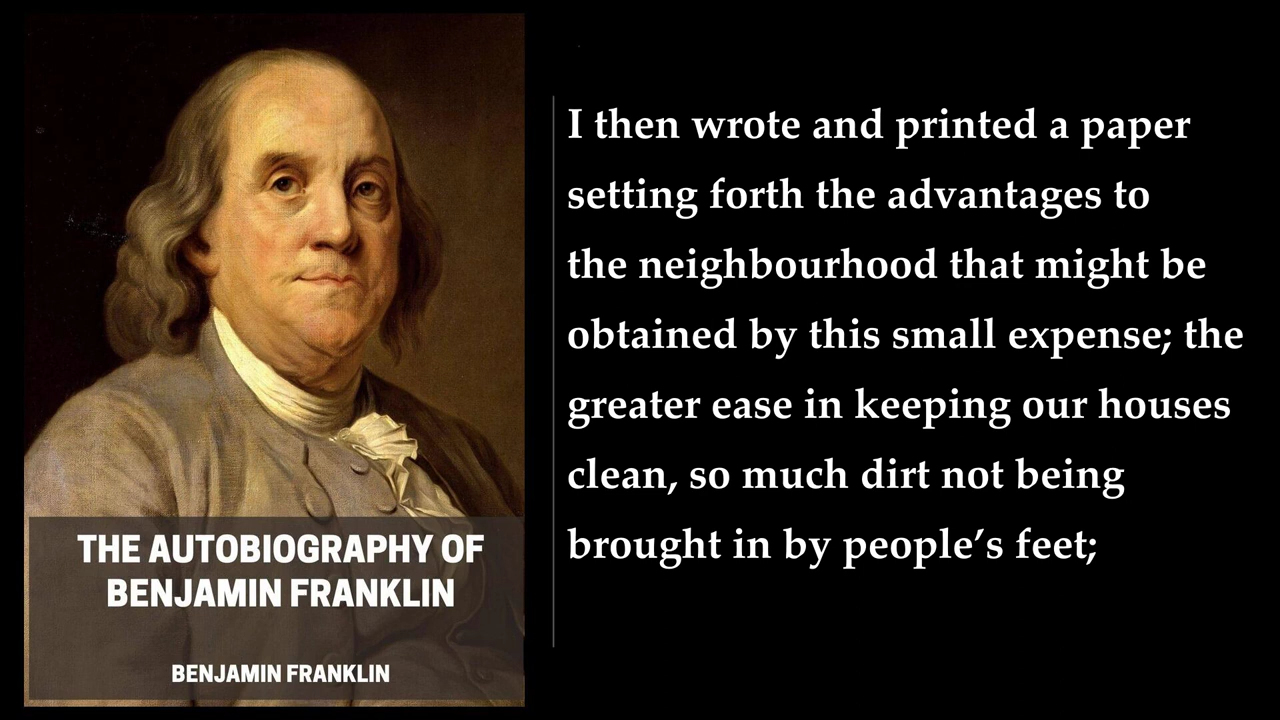 THE AUTOBIOGRAPHY OF
BENJAMIN FRANKLIN
BENJAMIN FRANKLIN
I then wrote and printed a paper
setting forth the advantages to
the neighbourhood that might be
obtained by this small expense; the
greater ease in keeping our houses
clean, so much dirt not being
brought in by people’s feet;